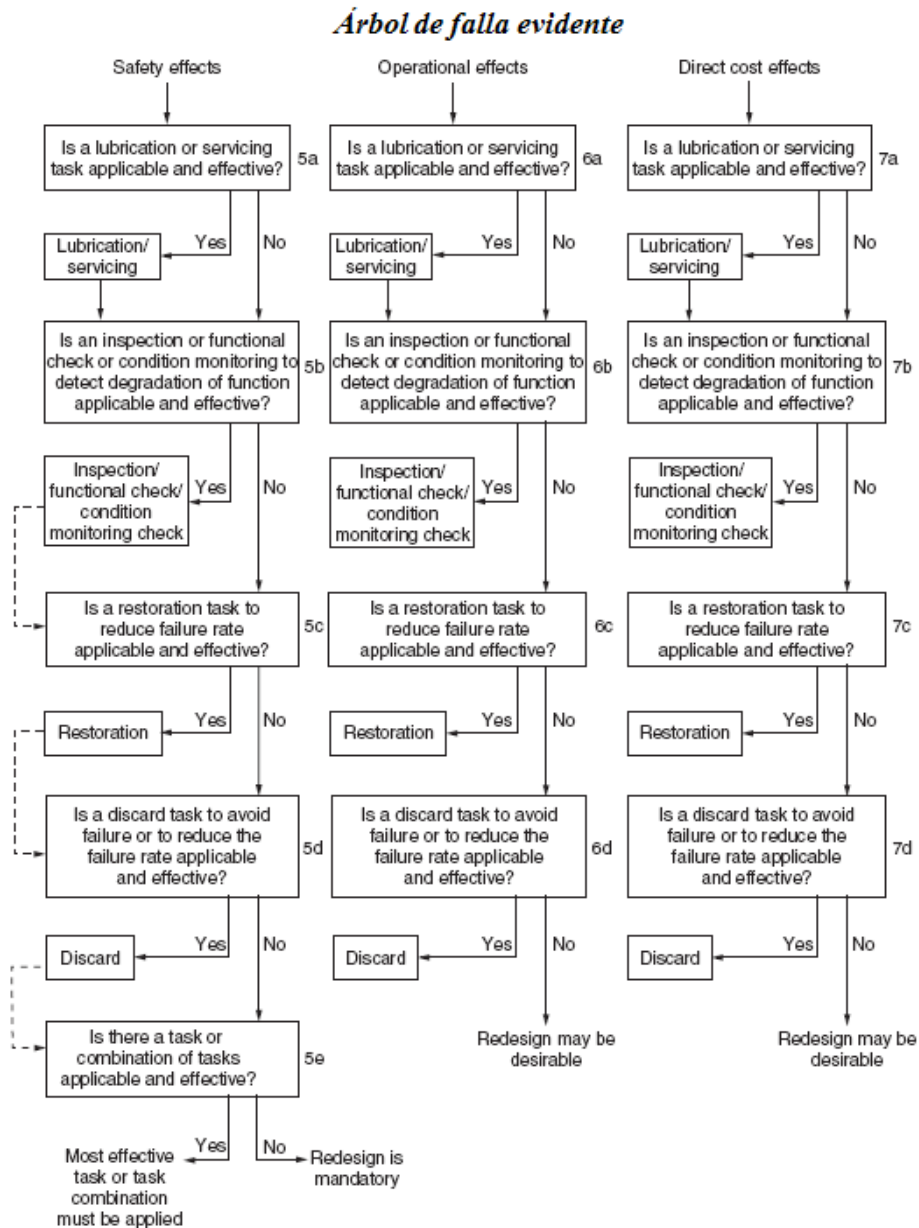 Árbol de falla evidente
Safety effects
Operational effects
Direct cost effects
Is a lubrication or servicing
task applicable and effective?
5a
Is a lubrication or servicing
task applicable and effective?
6a
Is a lubrication or servicing
task applicable and effective?
7a
Lubrication/
servicing
Yes
No
Lubrication/
servicing
Yes
No
Lubrication/
servicing
Yes
No
Is an inspection or functional
check or condition monitoring to
detect degradation of function
applicable and effective?
5b
Is an inspection or functional
check or condition monitoring to
detect degradation of function
applicable and effective?
6b
Is an inspection or functional
check or condition monitoring to
detect degradation of function
applicable and effective?
7b
Inspection/
functional check/
condition
monitoring check
Yes
No
Inspection/
functional check/
condition
monitoring check
Yes
No
Inspection/
functional check/
condition
monitoring check
Yes
No
Is a restoration task to
reduce failure rate
applicable and effective?
5c
Is a restoration task to
reduce failure rate
applicable and effective?
6c
Is a restoration task to
reduce failure rate
applicable and effective?
7c
Restoration
Yes
No
Restoration
Yes
No
Restoration
Yes
No
Is a discard task to avoid
failure or to reduce the
failure rate applicable
and effective?
5d
Is a discard task to avoid
failure or to reduce the
failure rate applicable
and effective?
6d
Is a discard task to avoid
failure or to reduce the
failure rate applicable
and effective?
7d
Discard
Yes
No
Discard
Yes
No
Discard
Yes
No
Is there a task or
combination of tasks
applicable and effective?
5e
Redesign may be
desirable
Redesign may be
desirable
Yes
No
Most effective
task or task
combination
must be applied
Redesign is
mandatory